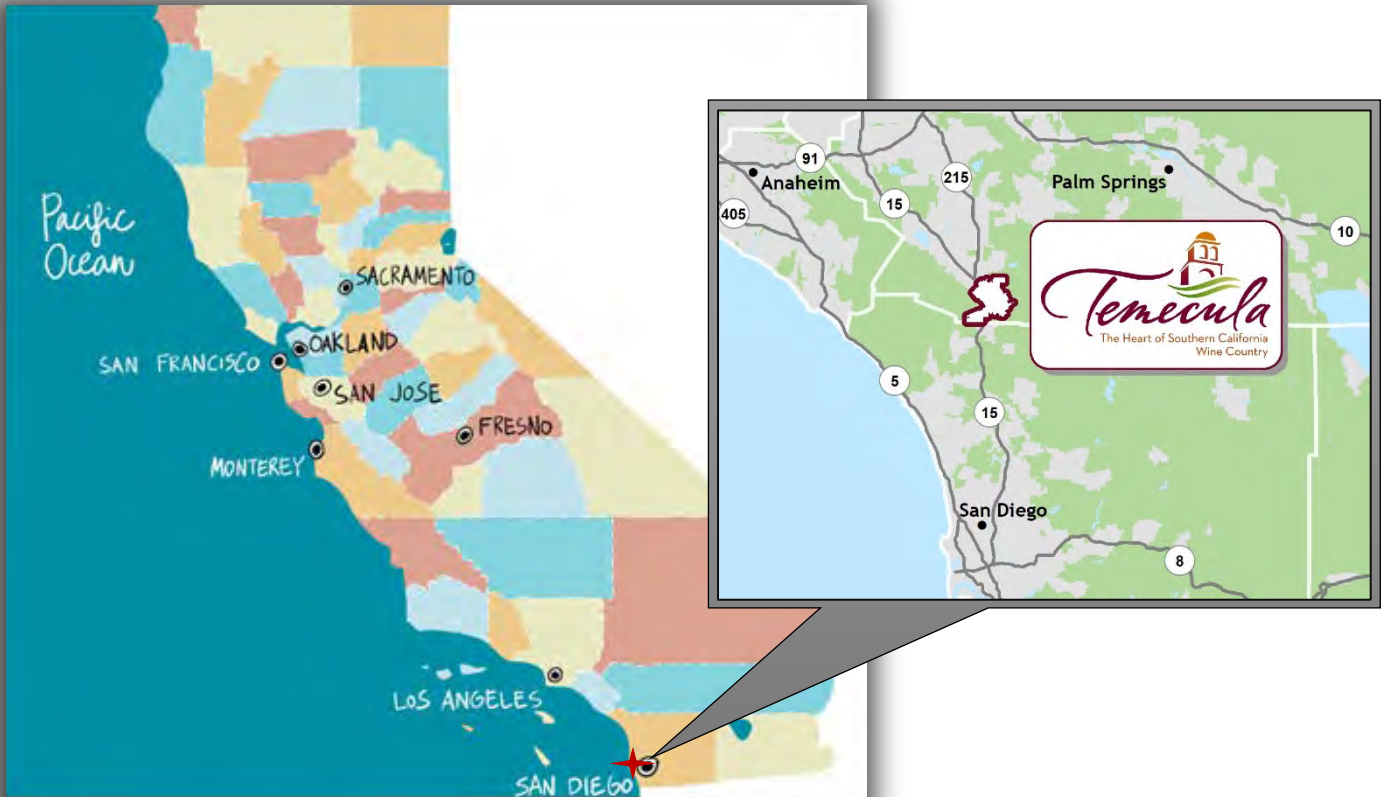 Pacific
Ocean
SACRAMENTO
OAKLAND
SAN FRANCISCO
SAN JOSE
FRESNO
MONTEREY
LOS ANGELES
SAN DIEGO
91
Anaheim
215
Palm Springs
15
405
10
Temecula
The Heart of Southern California
Wine Country
5
15
San Diego
8